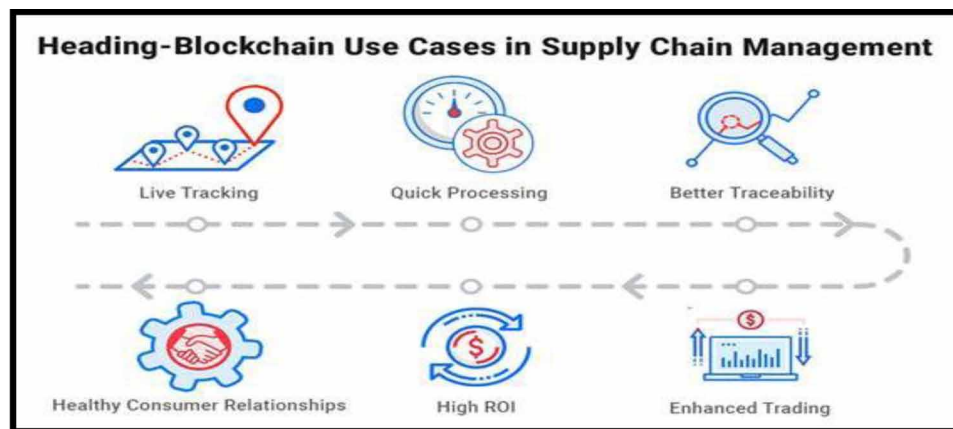 Heading-Blockchain Use Cases in Supply Chain Management
Live Tracking
Quick Processing
Better Traceability
$
Healthy Consumer Relationships
High ROI
$
Enhanced Trading